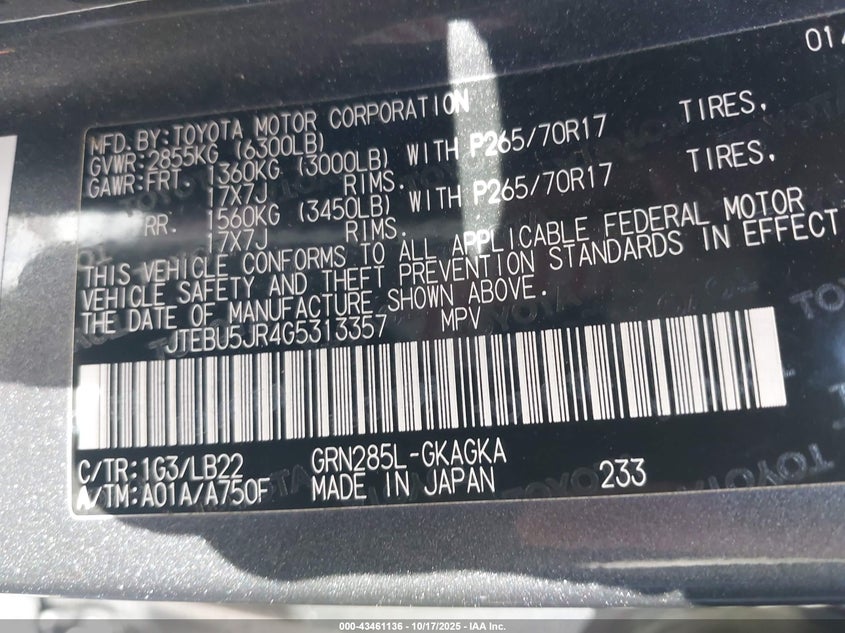 01/
MFD. BY: TOYOTA MOTOR CORPORATION
GVWR: 2855KG (6300LB)
GAWR: FRT. 1360KG (3000LB) WITH P265/70R17 TIRES,
17X7J RIMS.
RR. 1560KG (3450LB) WITH P265/70R17 TIRES,
17X7J RIMS.
THIS VEHICLE CONFORMS TO ALL APPLICABLE FEDERAL MOTOR
VEHICLE SAFETY AND THEFT PREVENTION STANDARDS IN EFFECT
THE DATE OF MANUFACTURE SHOWN ABOVE.
JTEBU5JR4G5313357 MPV
C/TR: 1G3/LB22 GRN285L-GKAGKA
A/TM: A01A/A750F MADE IN JAPAN 233
000-43461136 - 10/17/2025 - IAA Inc.